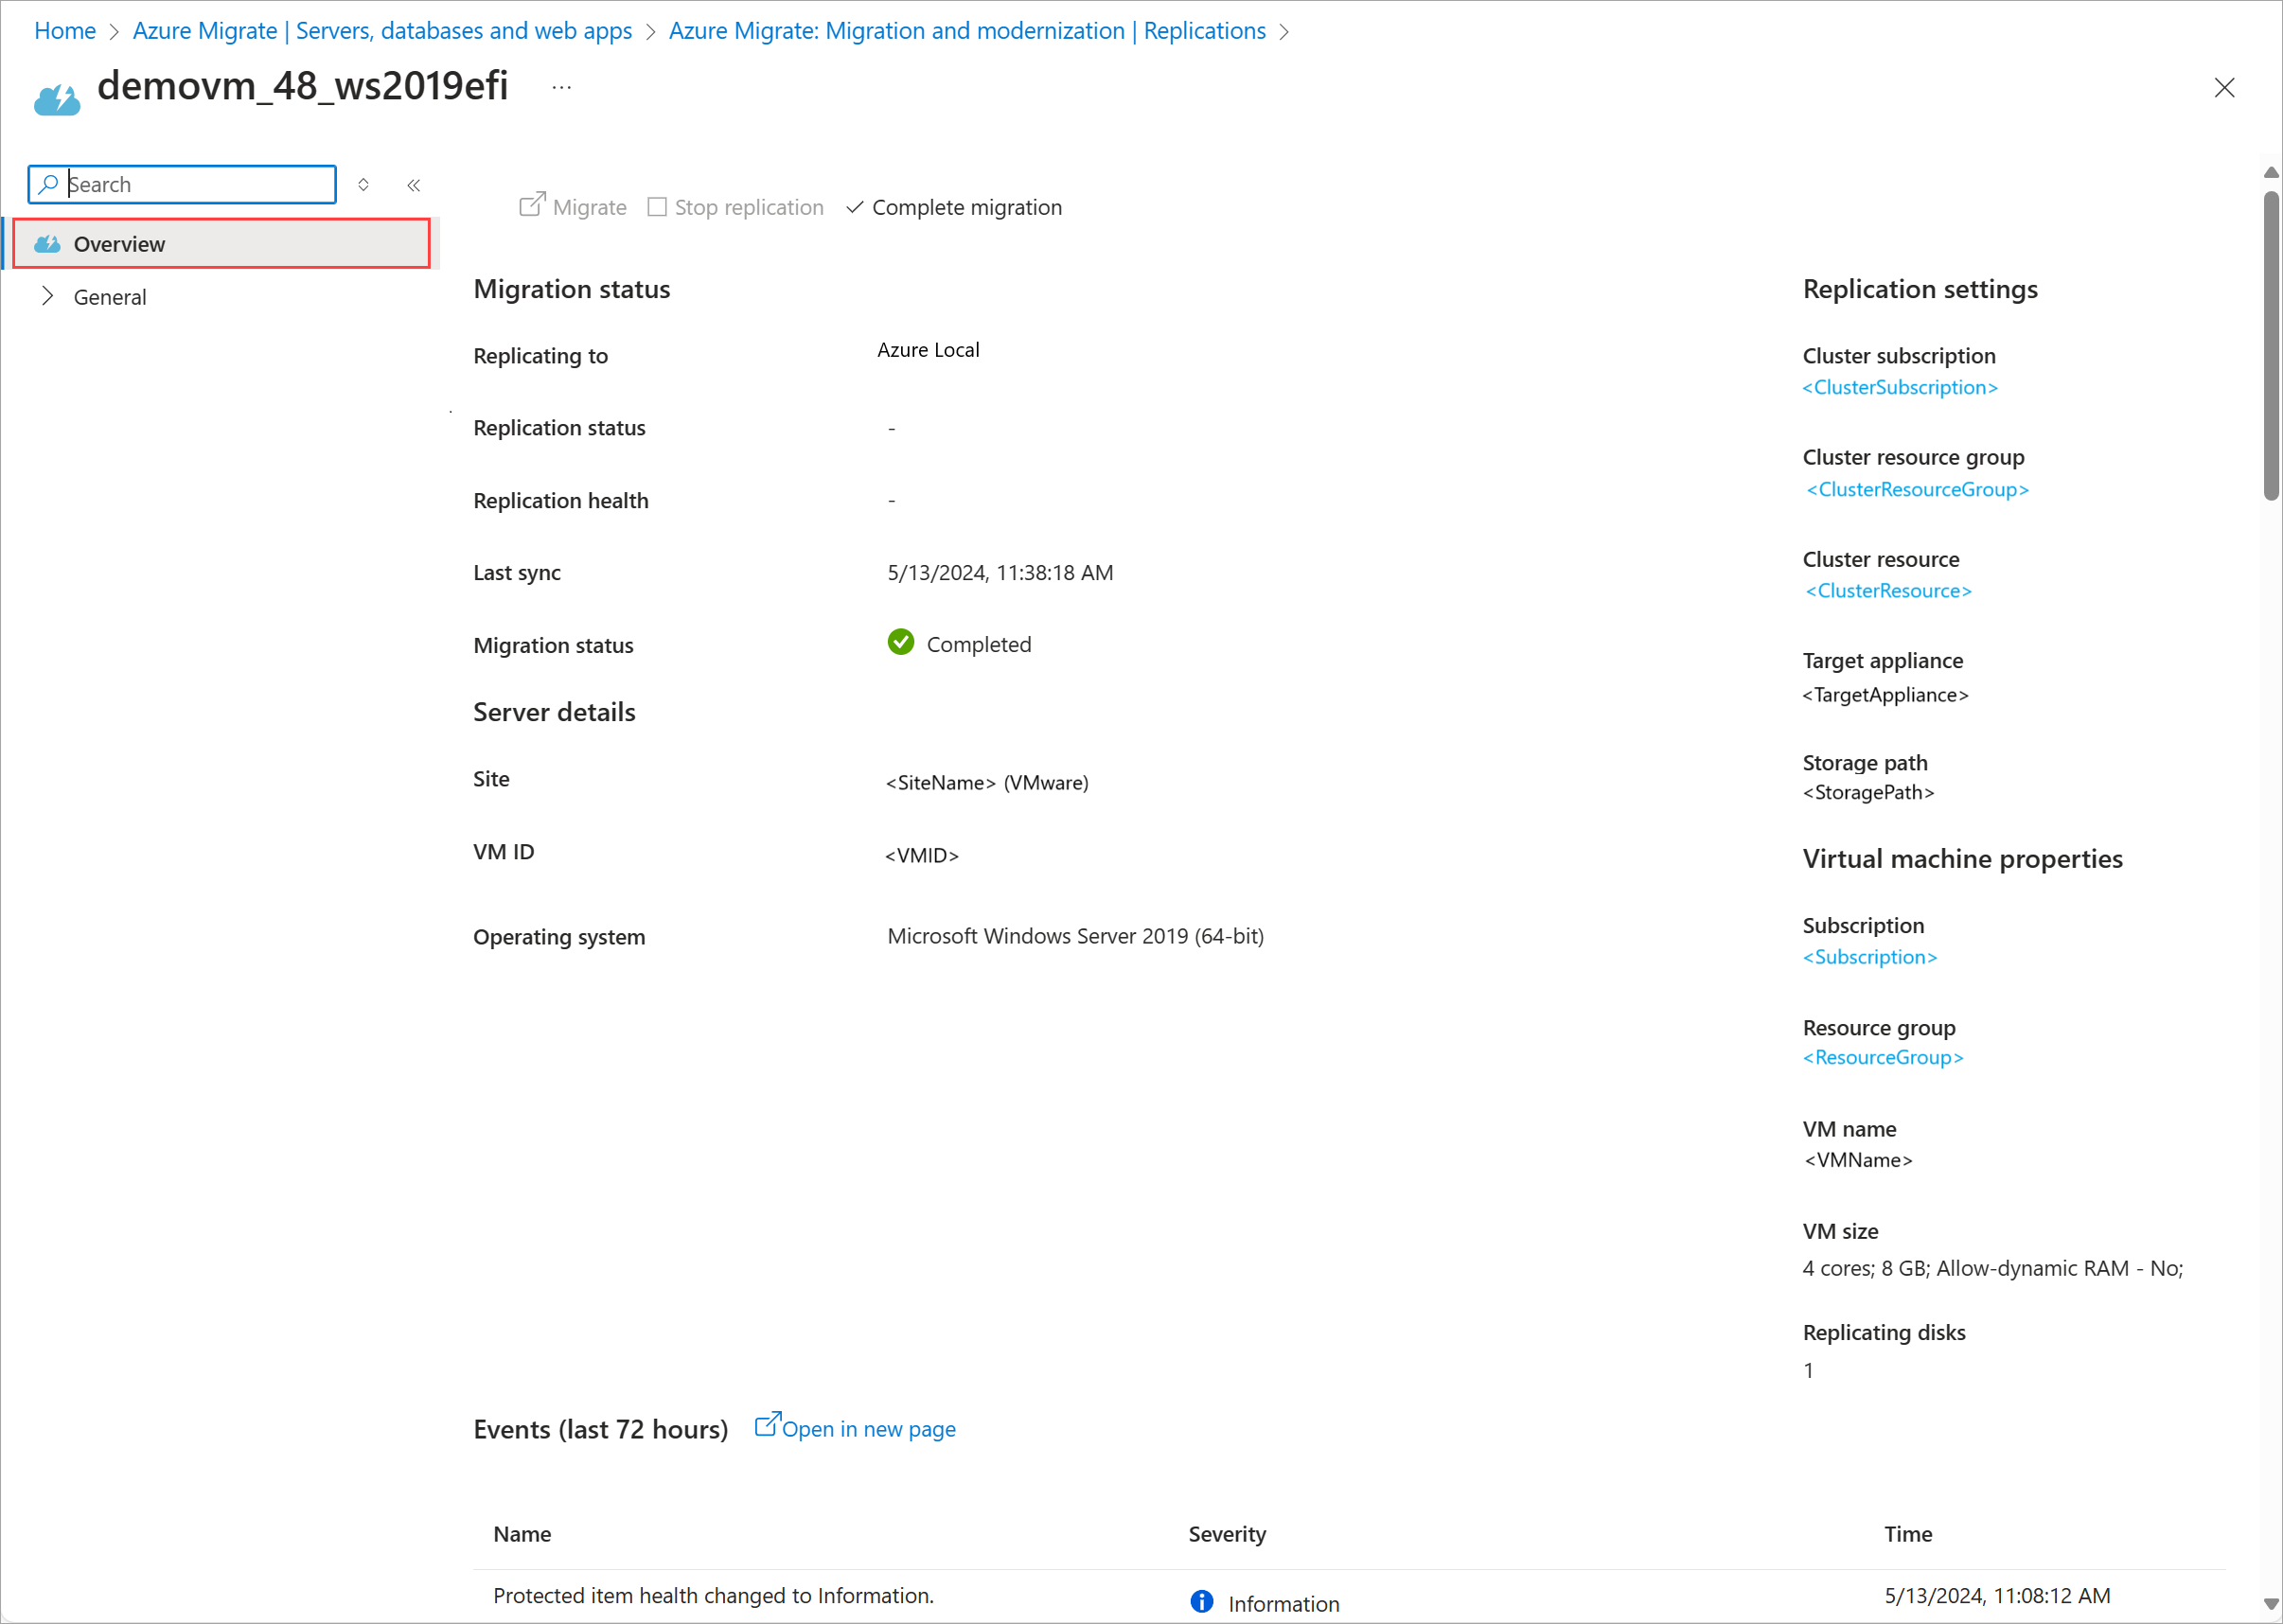 Home > Azure Migrate | Servers, databases and web apps > Azure Migrate: Migration and modernization | Replications >
demovm_48_ws2019efi ...
Search
Overview
General
Migrate Stop replication Complete migration
Migration status
Replicating to Azure Local
Replication status -
Replication health -
Last sync 5/13/2024, 11:38:18 AM
Migration status Completed
Server details
Site <SiteName> (VMware)
VM ID <VMID>
Operating system Microsoft Windows Server 2019 (64-bit)
Replication settings
Cluster subscription
<ClusterSubscription>
Cluster resource group
<ClusterResourceGroup>
Cluster resource
<ClusterResource>
Target appliance
<TargetAppliance>
Storage path
<StoragePath>
Virtual machine properties
Subscription
<Subscription>
Resource group
<ResourceGroup>
VM name
<VMName>
VM size
4 cores; 8 GB; Allow-dynamic RAM - No;
Replicating disks
1
Events (last 72 hours) Open in new page
Name Severity Time
Protected item health changed to Information. Information 5/13/2024, 11:08:12 AM